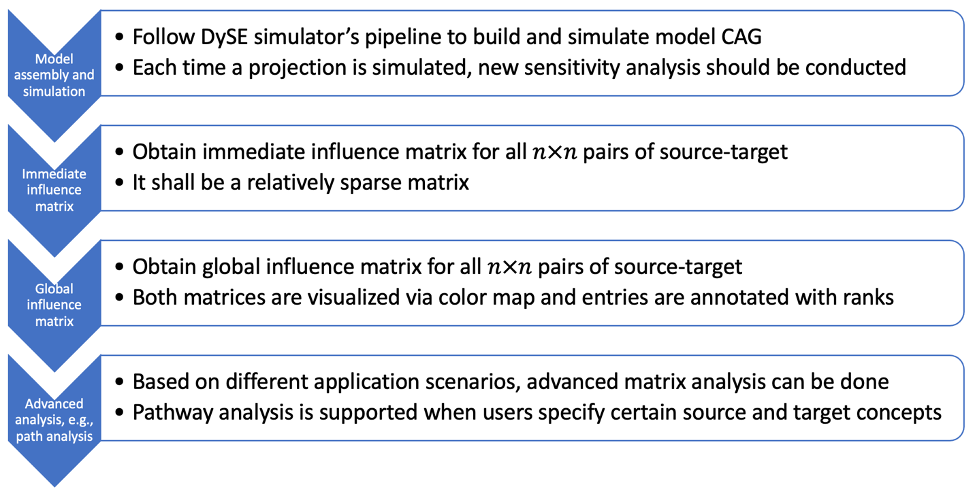 Model
assembly and
simulation
• Follow DySE simulator's pipeline to build and simulate model CAG
• Each time a projection is simulated, new sensitivity analysis should be conducted
Immediate
influence
matrix
• Obtain immediate influence matrix for all n×n pairs of source-target
• It shall be a relatively sparse matrix
Global
influence
matrix
• Obtain global influence matrix for all n×n pairs of source-target
• Both matrices are visualized via color map and entries are annotated with ranks
Advanced
analysis, e.g.,
path analysis
• Based on different application scenarios, advanced matrix analysis can be done
• Pathway analysis is supported when users specify certain source and target concepts